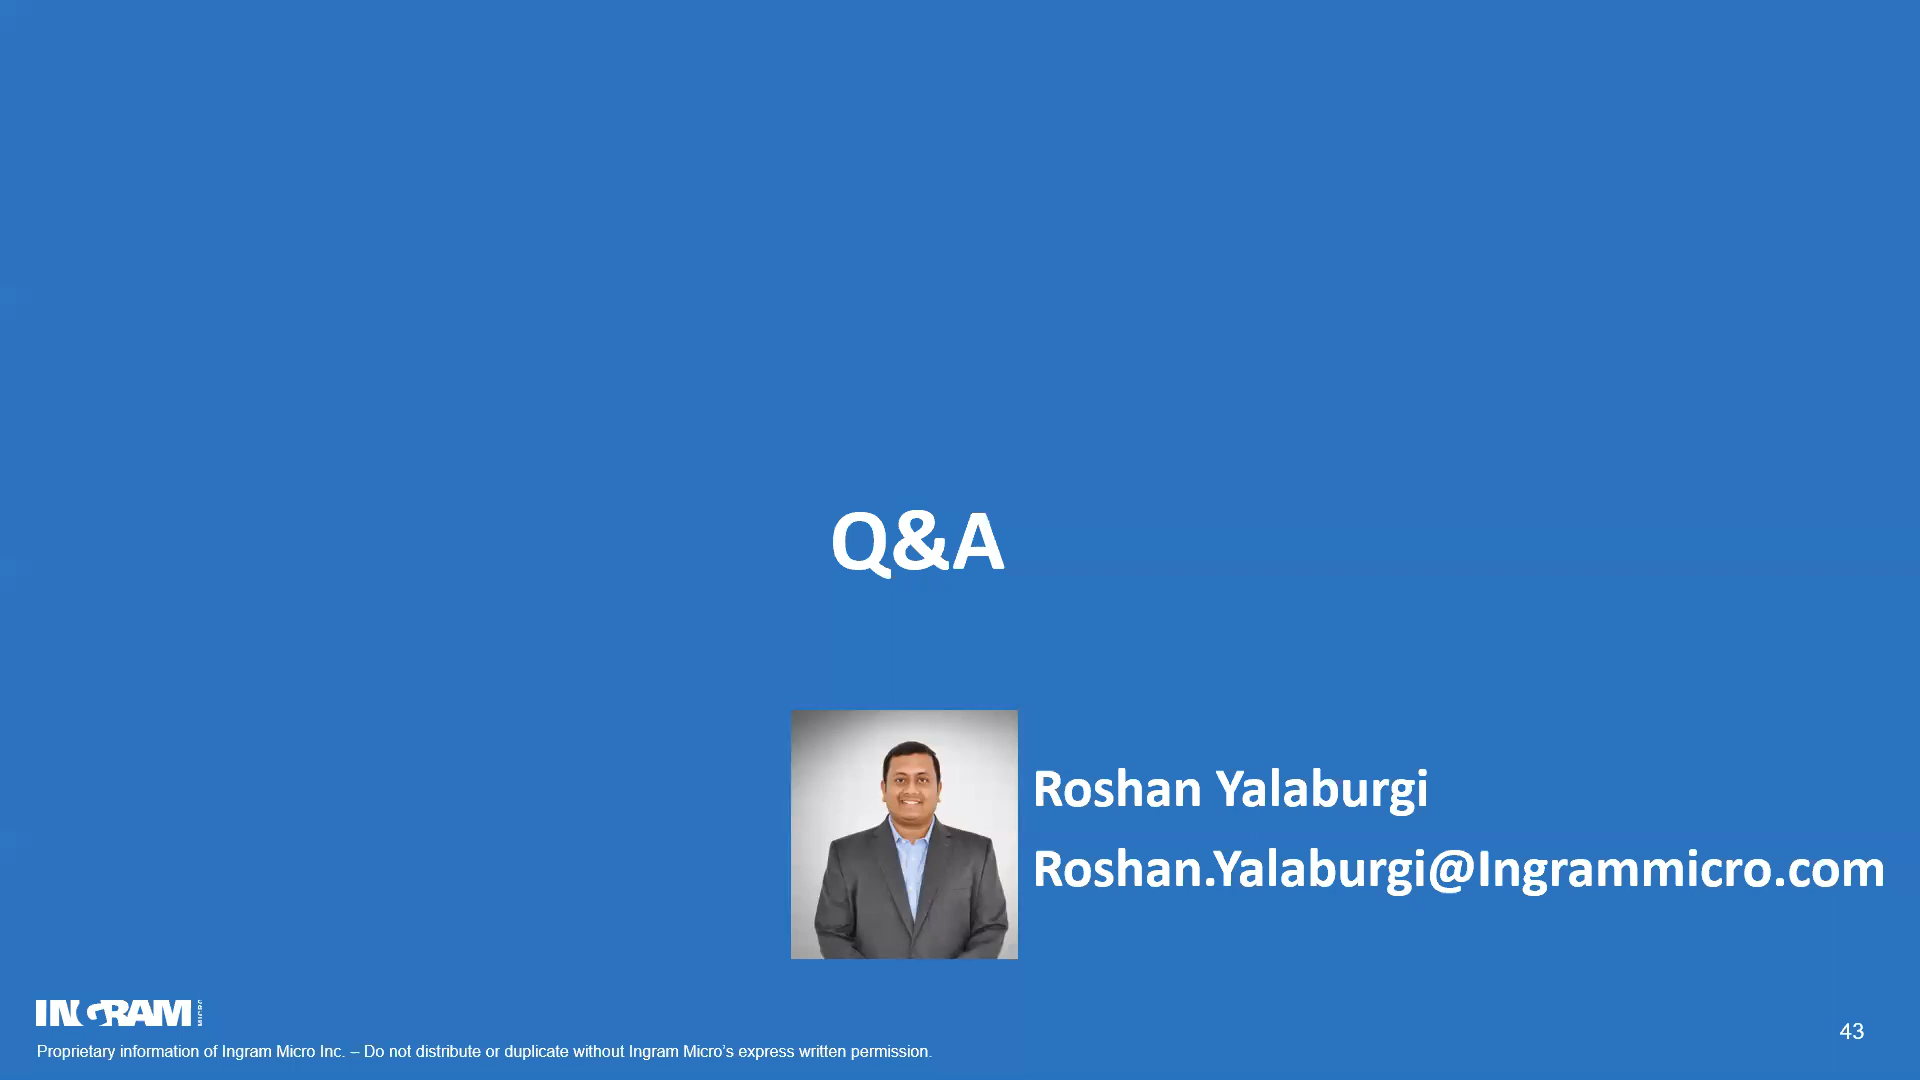 Q&A
Roshan Yalaburgi
Roshan.Yalaburgi@Ingrammicro.com
INGRAM MICRO
43
Proprietary information of Ingram Micro Inc. – Do not distribute or duplicate without Ingram Micro’s express written permission.